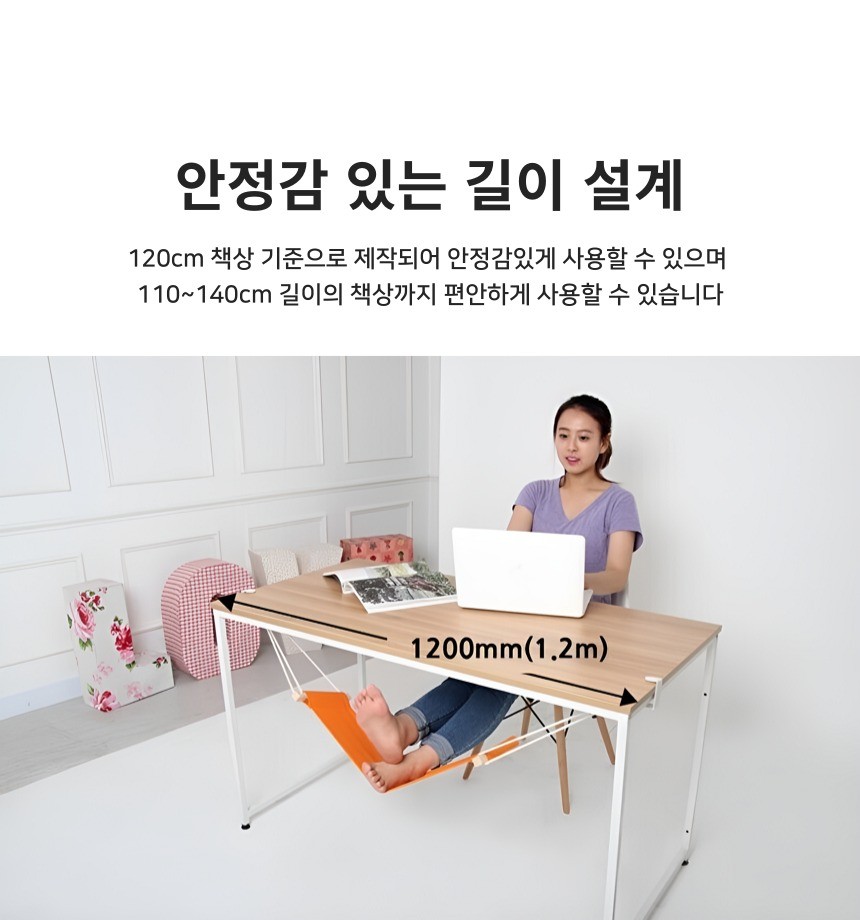 안정감 있는 길이 설계
120cm 책상 기준으로 제작되어 안정감있게 사용할 수 있으며
110~140cm 길이의 책상까지 편안하게 사용할 수 있습니다
1200mm(1.2m)